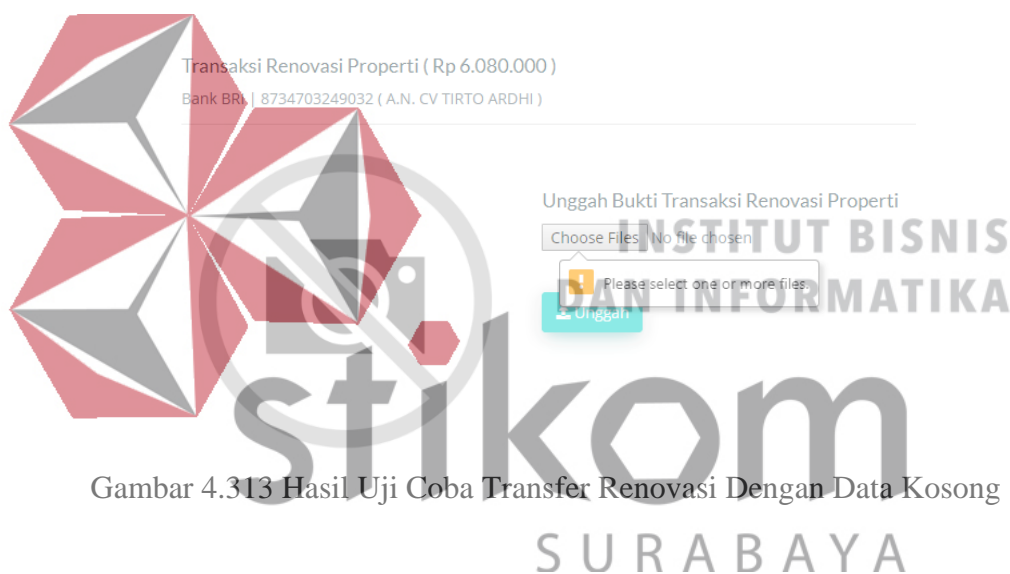 Transaksi Renovasi Properti ( Rp 6.080.000 )
Bank BRI | 8734703249032 ( A.N. CV TIRTO ARDHI )
Unggah Bukti Transaksi Renovasi Properti
Choose Files No file chosen
INSTITUT BISNIS
Please select one or more files.
DAN INFORMATIKA
Unggah
stikom
Gambar 4.313 Hasil Uji Coba Transfer Renovasi Dengan Data Kosong
SURABAYA